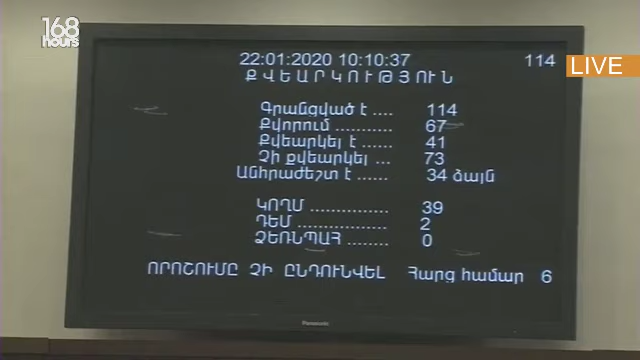 168
hours
LIVE
22:01:2020 10:10:37 114
ՔՎԵԱՐԿՈՒԹՅՈՒՆ
Գրանցված է .... 114
Քվորում ........... 67
Քվեարկել է ....... 41
Չի քվեարկել ... 73
Անհրաժեշտ է ...... 34 ձայն
ԿՈՂՄ ............... 39
ԴԵՄ ................. 2
ՁԵՌՆՊԱՀ ........ 0
ՈՐՈՇՈՒՄԸ ՉԻ ԸՆԴՈՒՆՎԵԼ Հարց համար 6
Panasonic